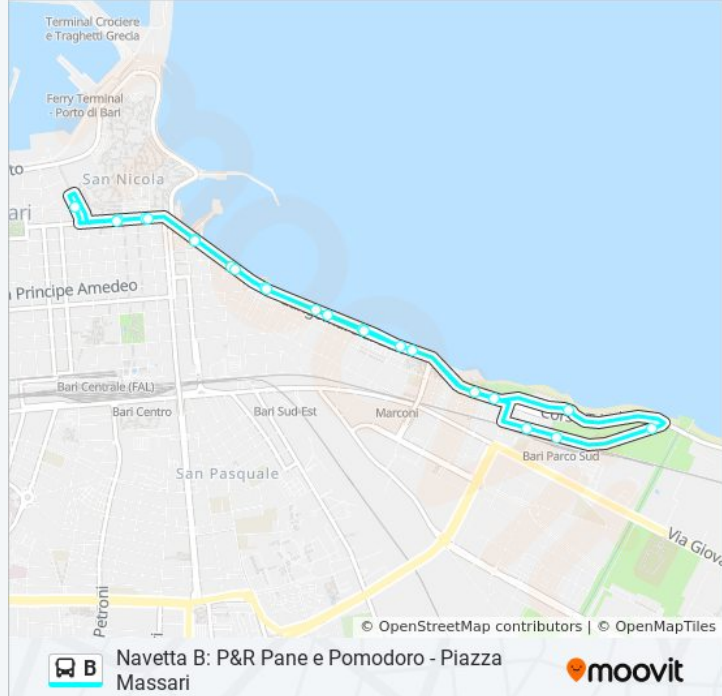 Terminal Crociere
e Traghetti Grecia
Ferry Terminal
- Porto di Bari
to
San Nicola
ari
Principe Amedeo
Bari Centrale (FAL)
Bari Centro
Bari Sud-Est
Marconi
Bari Parco Sud
San Pasquale
Via Giova
Petroni
© OpenStreetMap contributors | © OpenMapTiles
B
Navetta B: P&R Pane e Pomodoro - Piazza
Massari
moovit